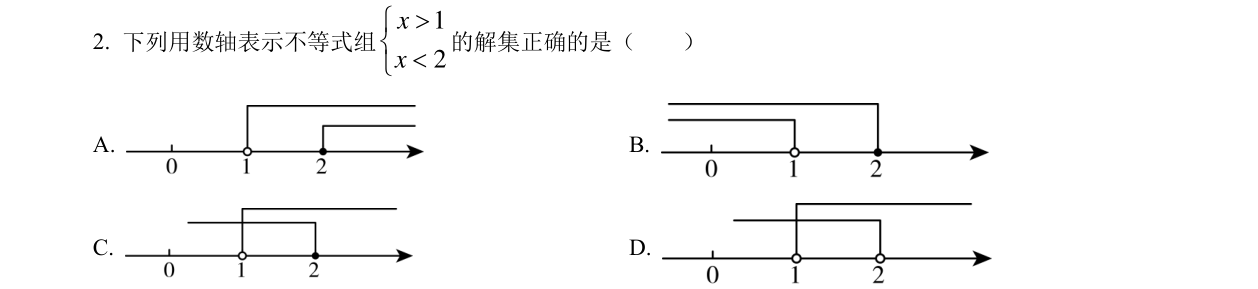 2. 下列用数轴表示不等式组{x>1 x<2的解集正确的是（  ）
A. 0 1 2
B. 0 1 2
C. 0 1 2
D. 0 1 2